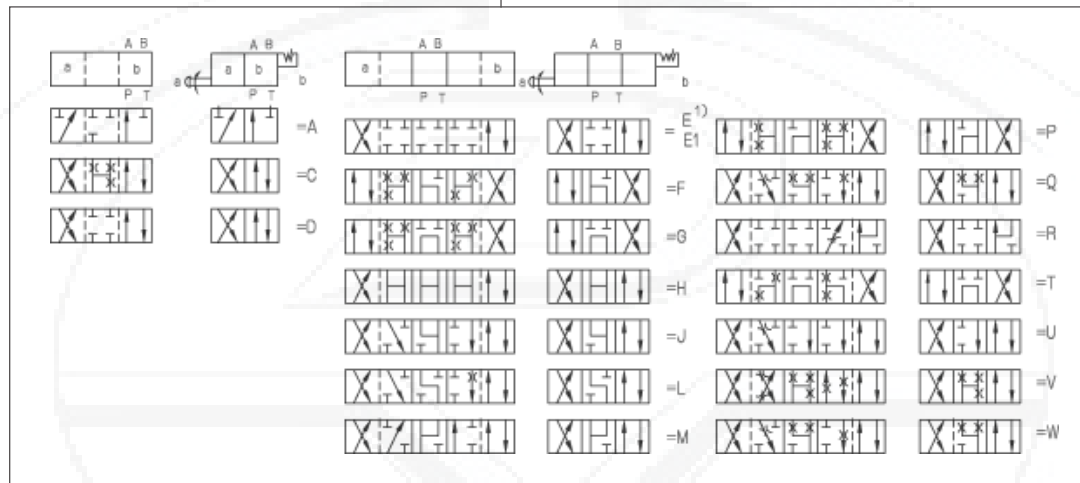 A B
a b
P T
A B
a a b b
P T
A B
a b
P T
A B
a b
P T
=A
=C
=D
= E 1)
E1
=F
=G
=H
=J
=L
=M
=P
=Q
=R
=T
=U
=V
=W